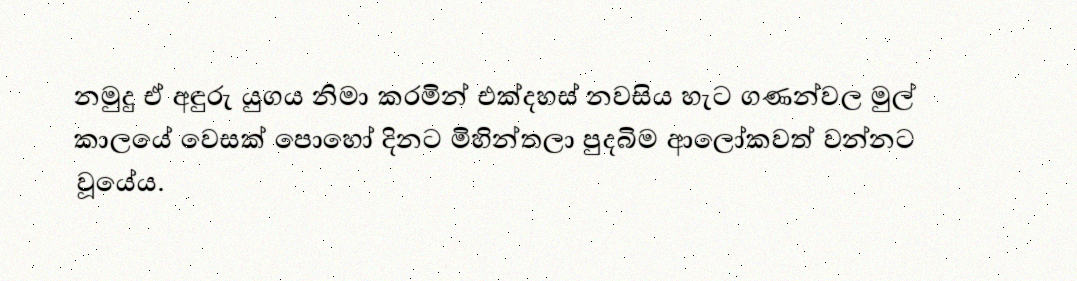 නමුදු ඒ අඳුරු යුගය නිමා කරමින් එක්දහස් නවසිය හැට ගණන්වල මුල්
කාලයේ වෙසක් පොහෝ දිනට මිහින්තලා පුදබිම ආලෝකවත් වන්නට
වූයේය.